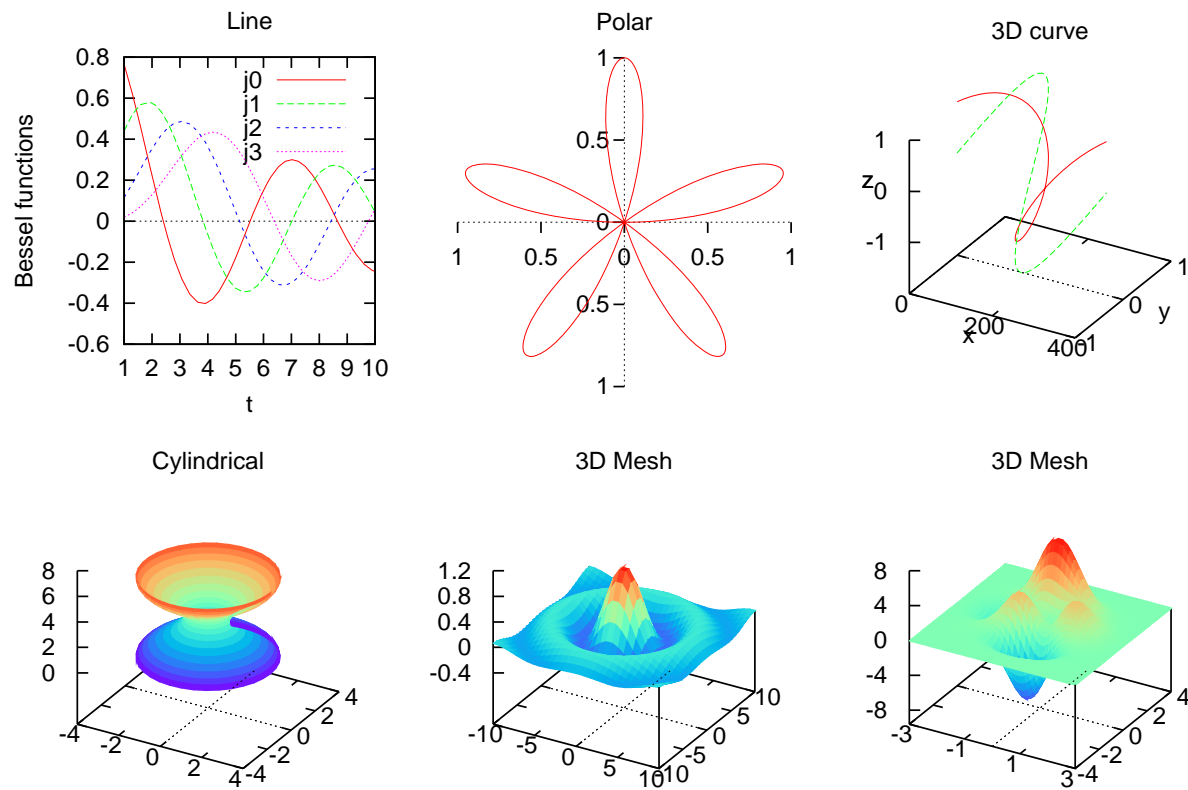 Line
0.8
0.6
0.4
0.2
0
-0.2
-0.4
-0.6
1 2 3 4 5 6 7 8 9 10
Bessel functions
t
j0
j1
j2
j3
Polar
1
0.5
0
0.5
1
1 0.5 0 0.5 1
3D curve
1
0
-1
z
0 200 400
x
-1 0 1
y
Cylindrical
8
6
4
2
0
-4 -2 0 2 4
-4 -2 0 2 4
3D Mesh
1.2
0.8
0.4
0
-0.4
-10 -5 0 5 10
-10 -5 0 5 10
3D Mesh
8
4
0
-4
-8
-3 -1 1 3
-4 -2 0 2 4